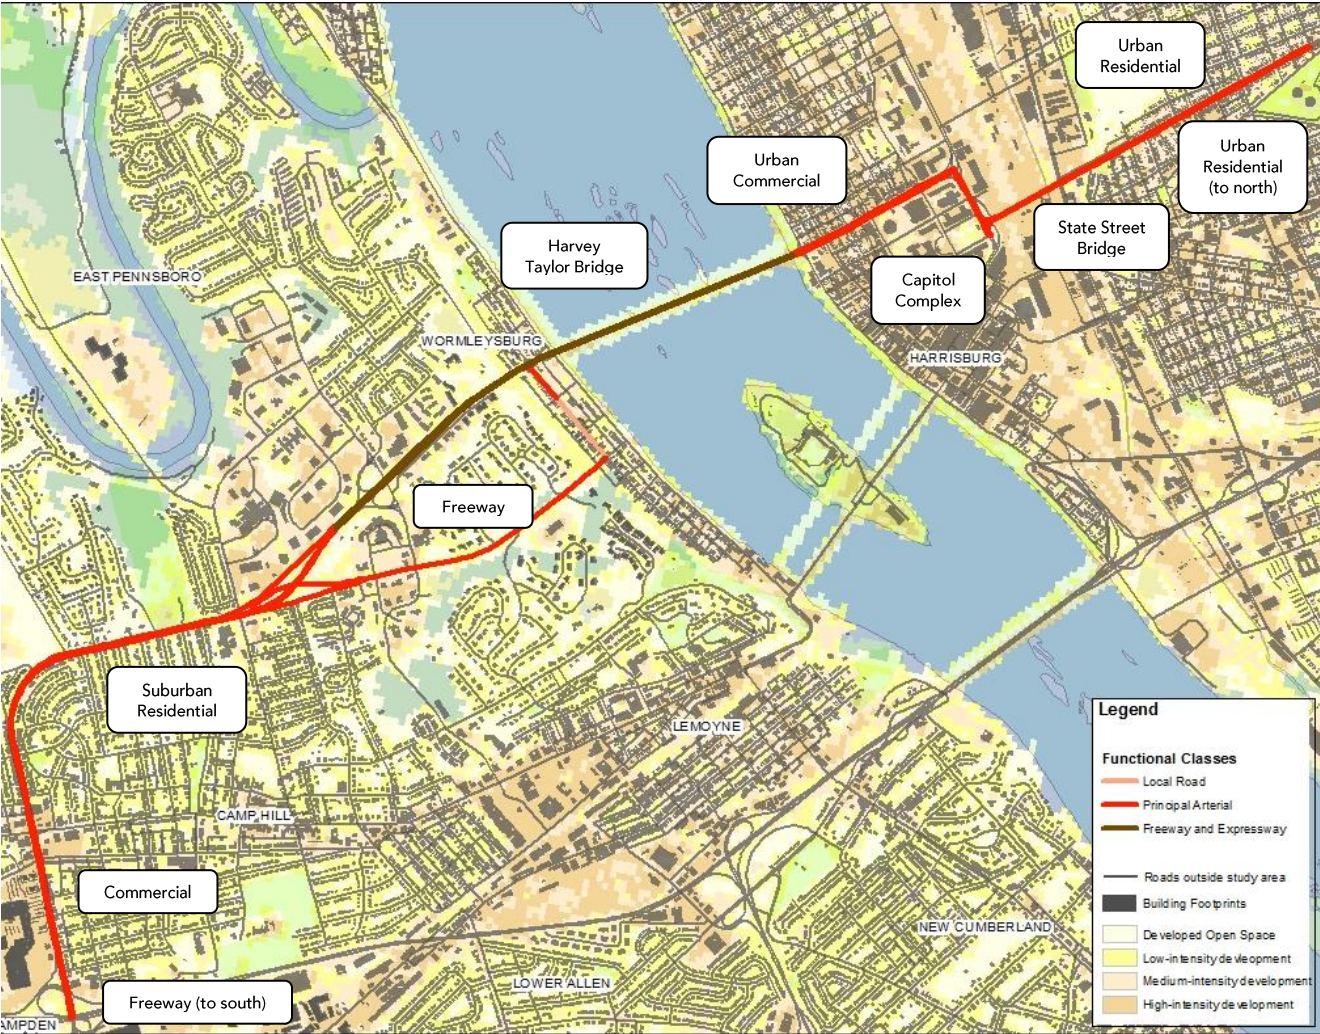 Urban
Residential
Urban
Commercial
Urban
Residential
(to north)
Harvey
Taylor Bridge
State Street
Bridge
EAST PENNSBORO
Capitol
Complex
WORMLEYSBURG
HARRISBURG
Freeway
Suburban
Residential
LEMOYNE
CAMP HILL
Commercial
NEW CUMBERLAND
LOWER ALLEN
Freeway (to south)
AMPDEN
Legend
Functional Classes
Local Road
Principal Arterial
Freeway and Expressway
Roads outside study area
Building Footprints
Developed Open Space
Low-intensity devleopment
Medium-intensity development
High-intensity development